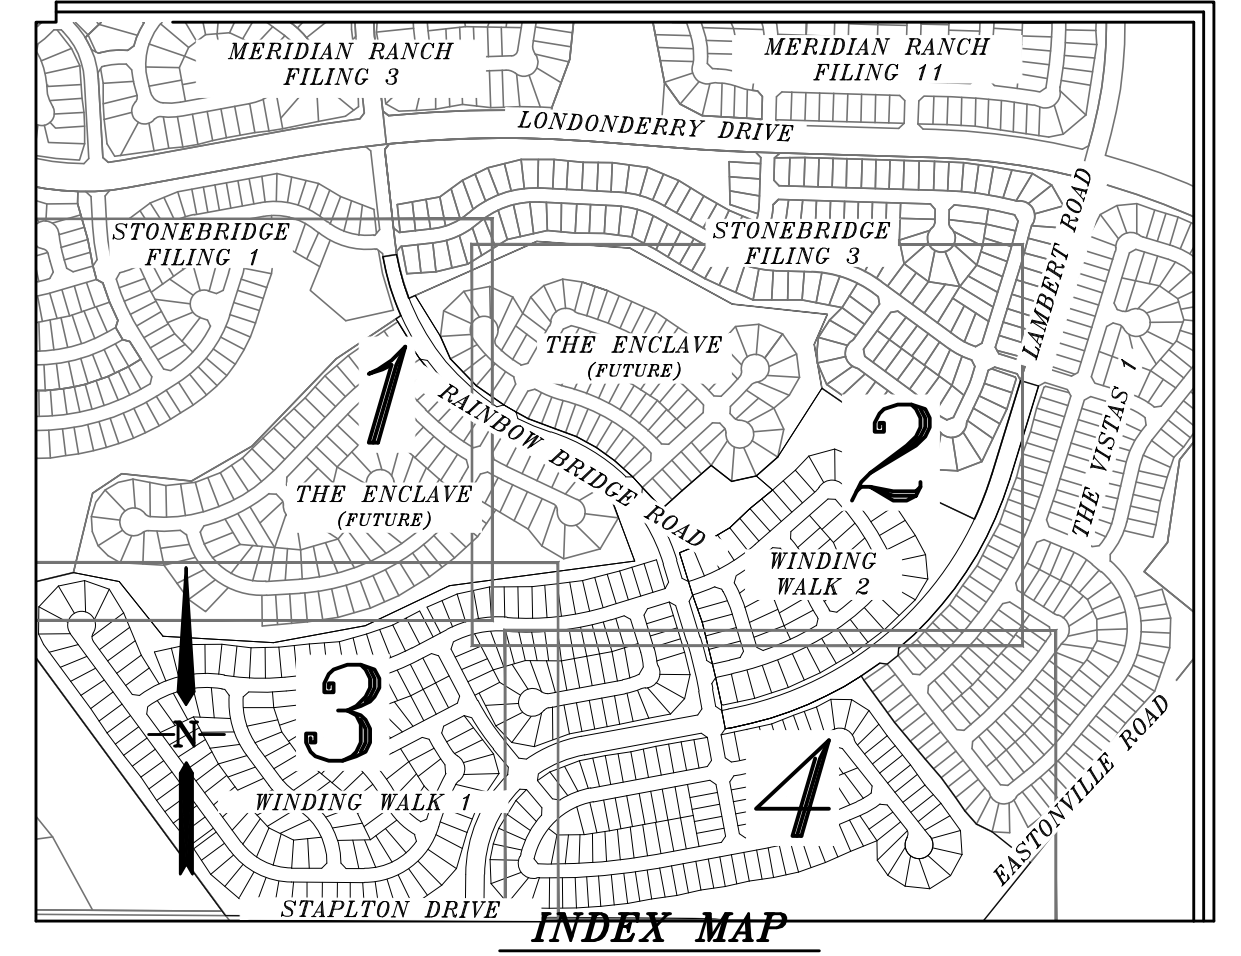 MERIDIAN RANCH
FILING 3
MERIDIAN RANCH
FILING 11
LONDONDERRY DRIVE
LAMBERT ROAD
STONEBRIDGE
FILING 1
STONEBRIDGE
FILING 3
THE ENCLAVE
(FUTURE)
1
RAINBOW BRIDGE ROAD
2
THE VISTAS 1
THE ENCLAVE
(FUTURE)
WINDING
WALK 2
3
N
4
EASTONVILLE ROAD
WINDING WALK 1
STAPLTON DRIVE
INDEX MAP